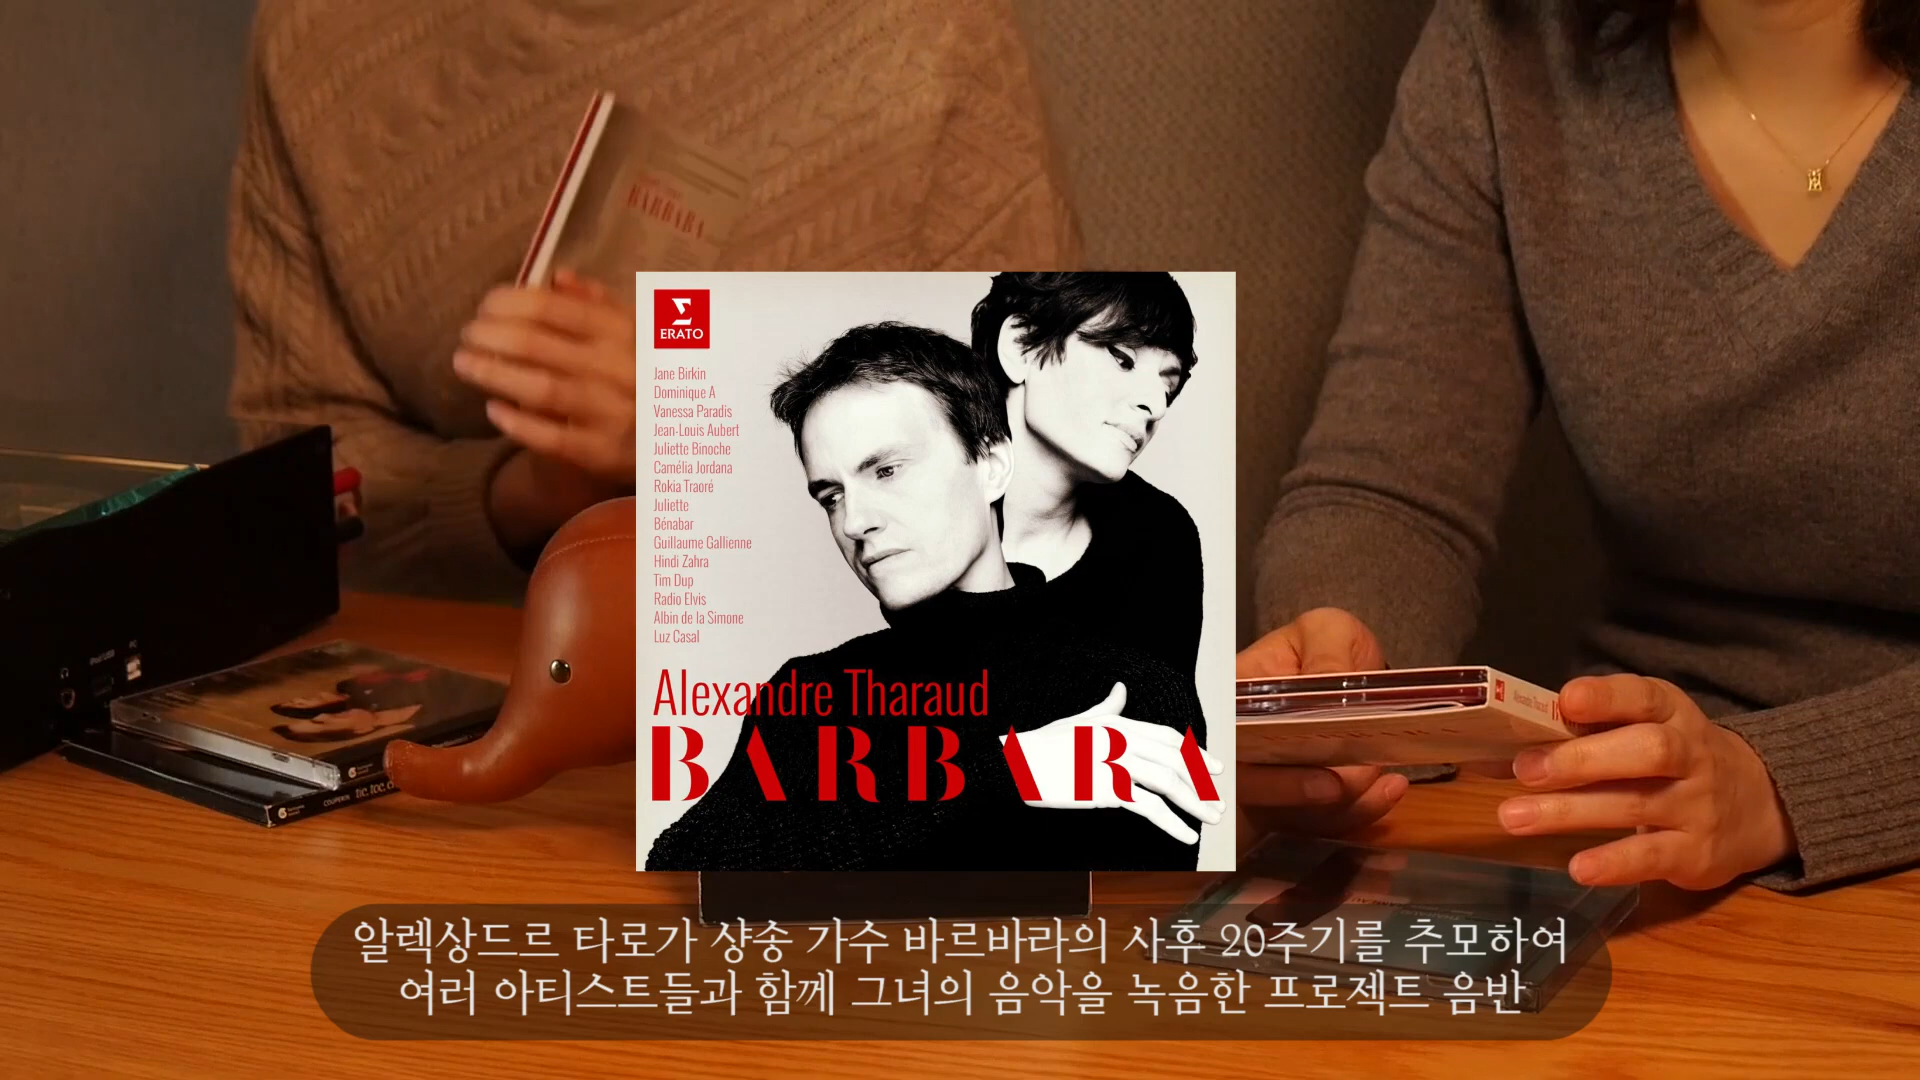 BARBARA
ERATO
Jane Birkin
Dominique A
Vanessa Paradis
Jean-Louis Aubert
Juliette Binoche
Camélia Jordana
Rokia Traoré
Juliette
Bénabar
Guillaume Gallienne
Hindi Zahra
Tim Dup
Radio Elvis
Albin de la Simone
Luz Casal
Alexandre Tharaud
BARBARA
Alexandre Tharaud
COUPERIN
알렉상드르 타로가 샹송 가수 바르바라의 사후 20주기를 추모하여
여러 아티스트들과 함께 그녀의 음악을 녹음한 프로젝트 음반